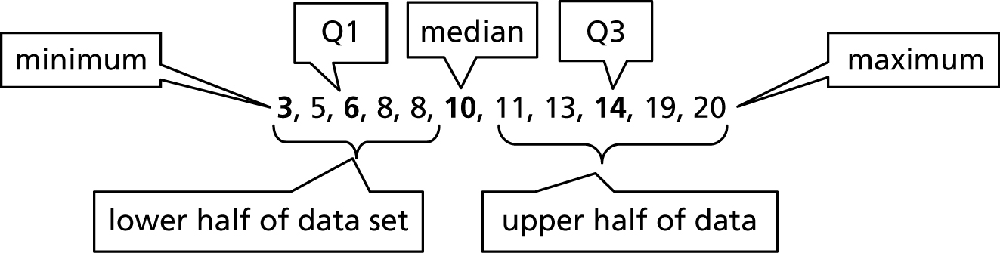 Q1
median
Q3
minimum
maximum
3, 5, 6, 8, 8, 10, 11, 13, 14, 19, 20
lower half of data set
upper half of data